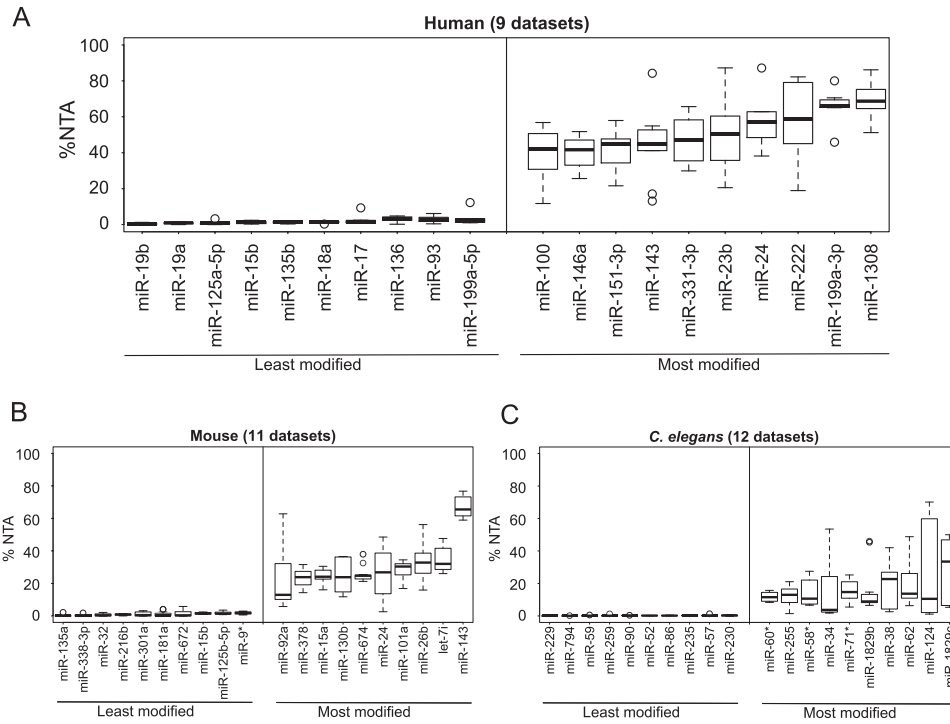 A
Human (9 datasets)
%NTA
100
80
60
40
20
0
miR-19b
miR-19a
miR-125a-5p
miR-15b
miR-135b
miR-18a
miR-17
miR-136
miR-93
miR-199a-5p
miR-100
miR-146a
miR-151-3p
miR-143
miR-331-3p
miR-23b
miR-24
miR-222
miR-199a-3p
miR-1308
Least modified
Most modified
B
Mouse (11 datasets)
% NTA
100
80
60
40
20
0
miR-135a
miR-338-3p
miR-32
miR-216b
miR-301a
miR-181a
miR-672
miR-15b
miR-125b-5p
miR-9*
miR-92a
miR-378
miR-15a
miR-130b
miR-674
miR-24
miR-101a
miR-26b
let-7i
miR-143
Least modified
Most modified
C
C. elegans (12 datasets)
% NTA
100
80
60
40
20
0
miR-229
miR-794
miR-59
miR-259
miR-90
miR-52
miR-86
miR-235
miR-57
miR-230
miR-60*
miR-255
miR-58*
miR-34
miR-71*
miR-1829b
miR-38
miR-62
miR-124
Least modified
Most modified